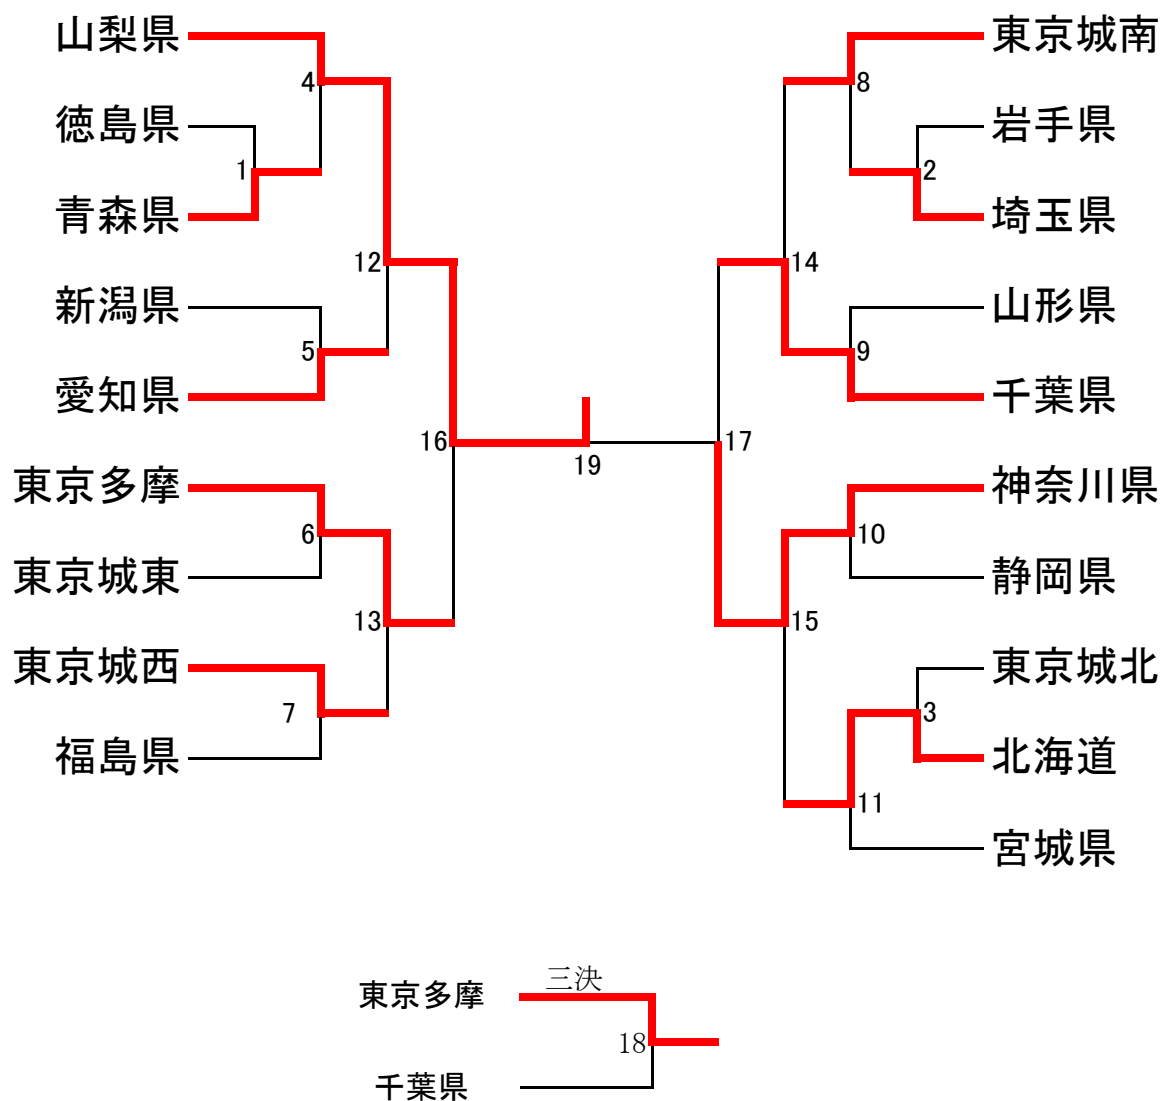 山梨県
4
徳島県
1
青森県
12
新潟県
5
愛知県
16
東京多摩
6
東京城東
13
東京城西
7
福島県
19
東京城南
8
岩手県
2
埼玉県
14
山形県
9
千葉県
17
神奈川県
10
静岡県
15
東京城北
3
北海道
11
宮城県
三決
東京多摩
18
千葉県